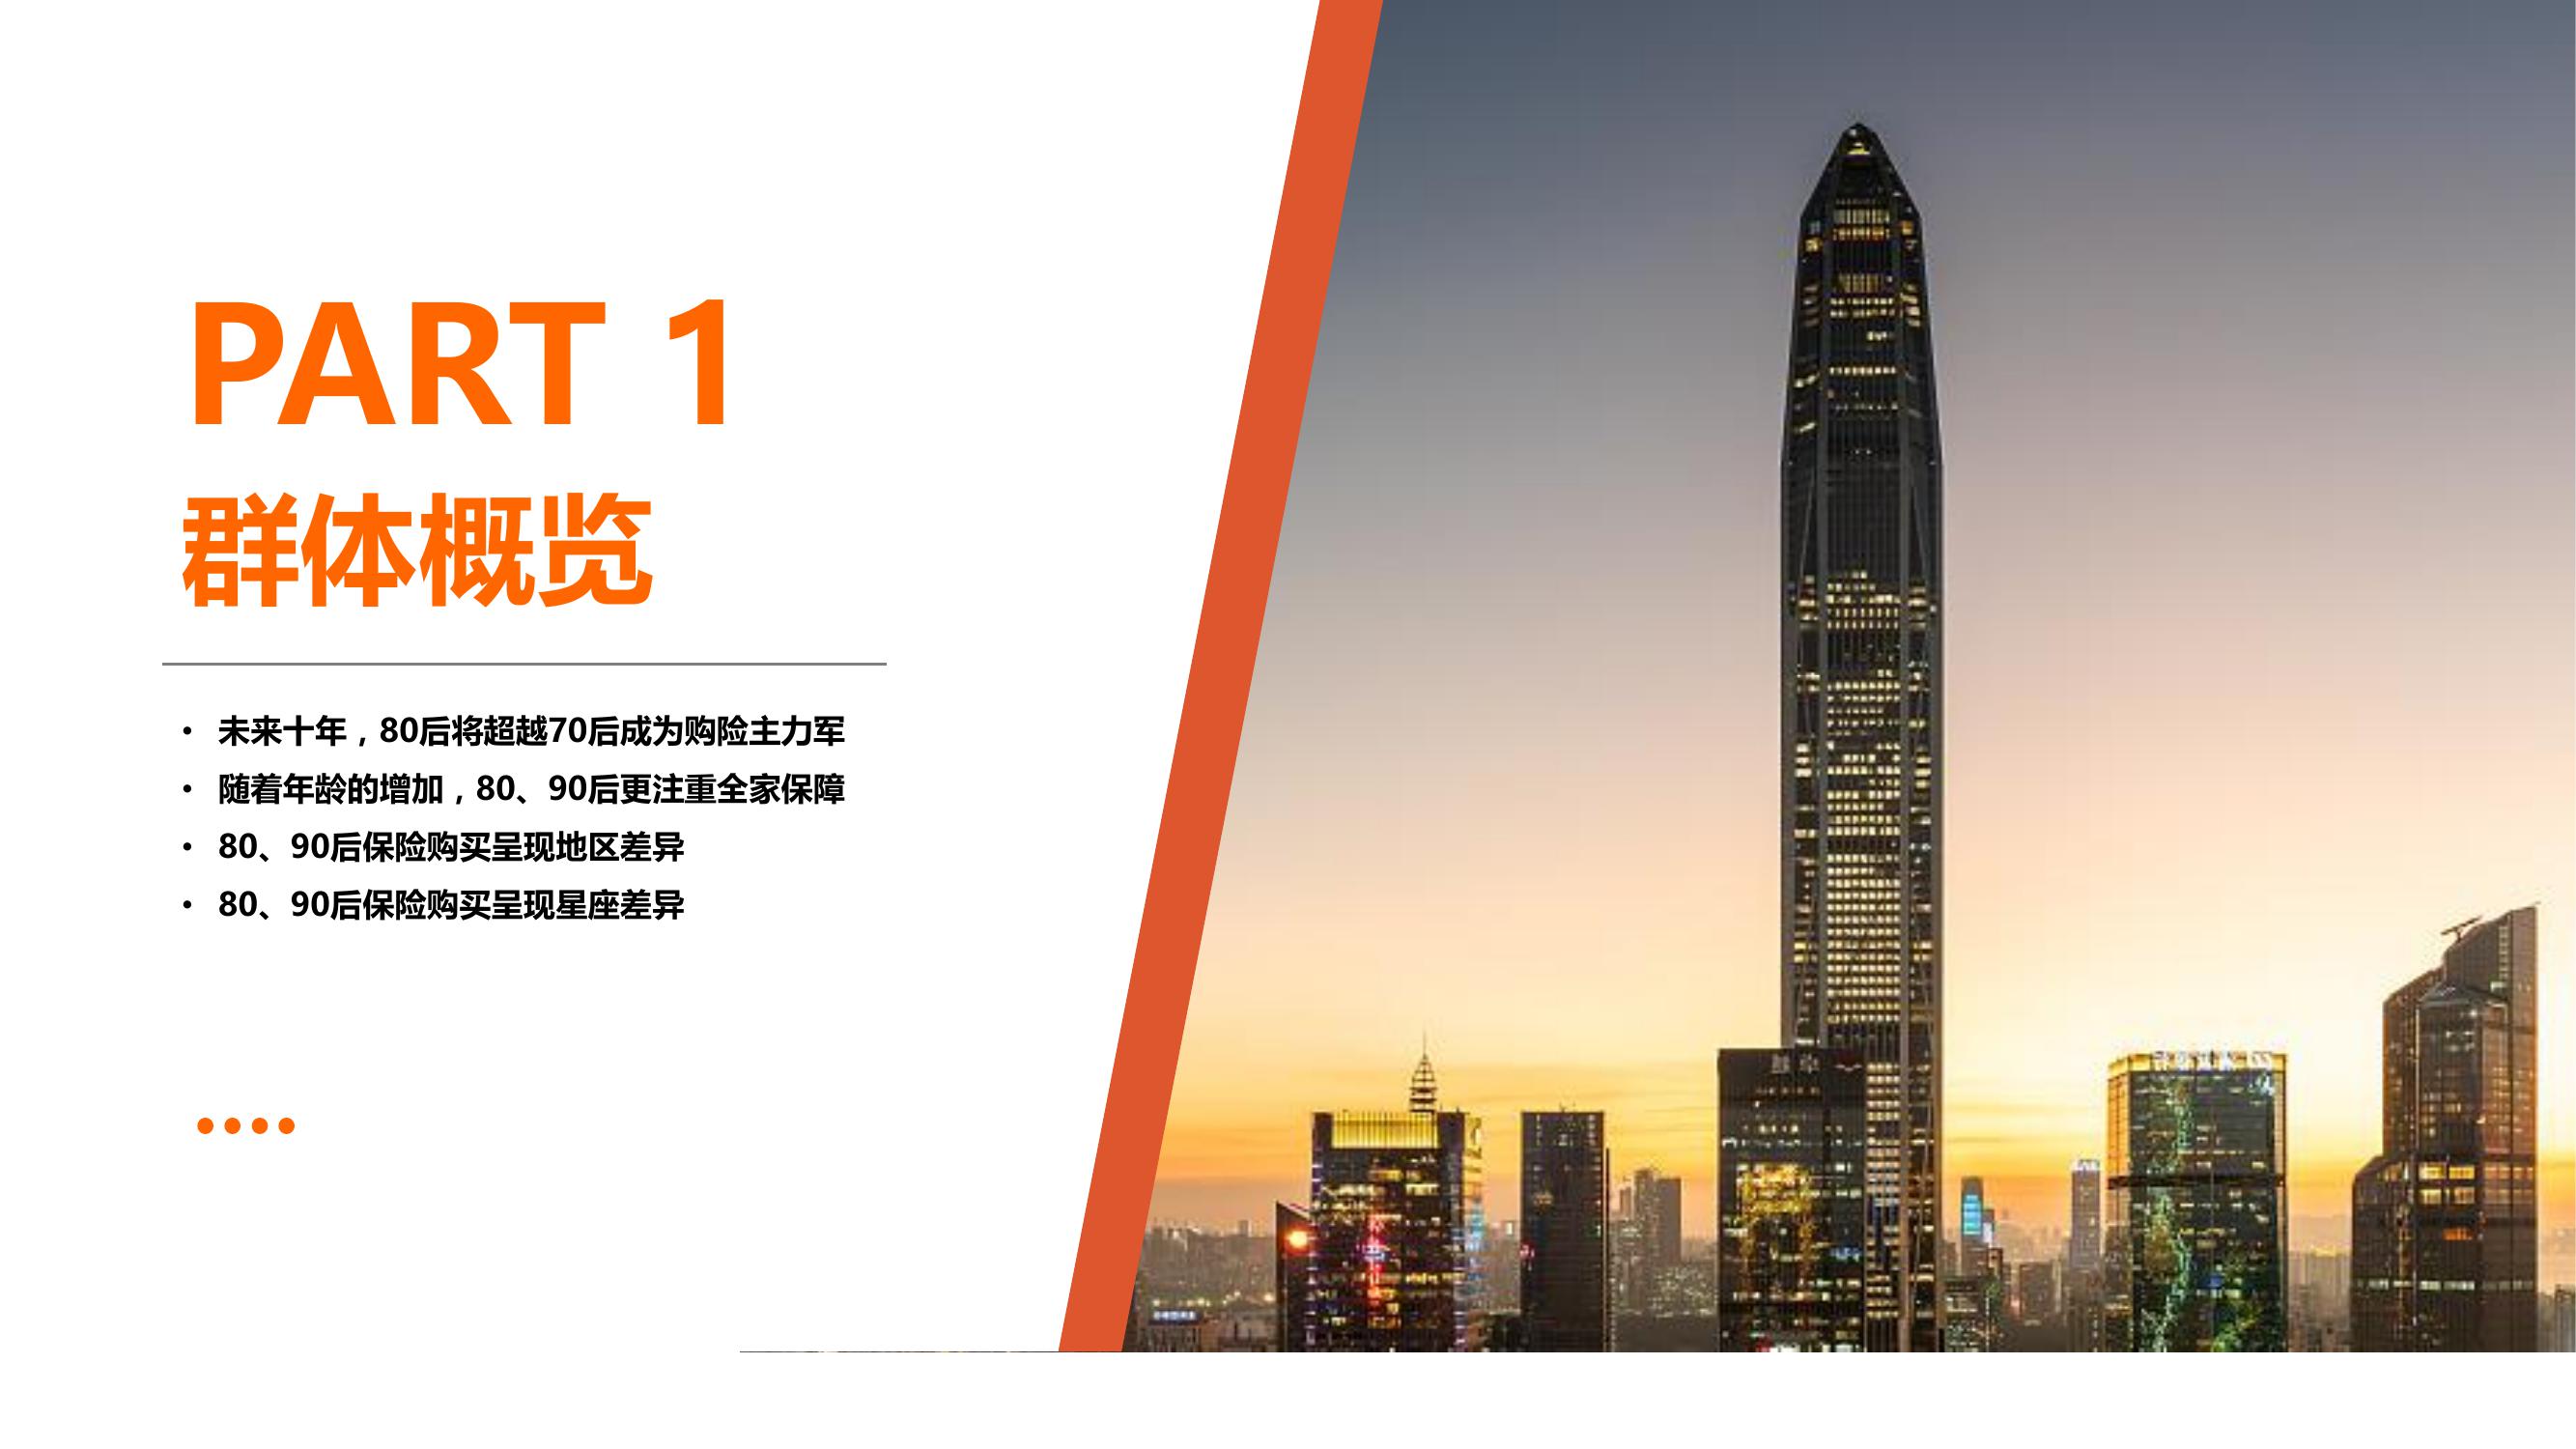 PART 1
群体概览
• 未来十年，80后将超越70后成为购险主力军
• 随着年龄的增加，80、90后更注重全家保障
• 80、90后保险购买呈现地区差异
• 80、90后保险购买呈现星座差异